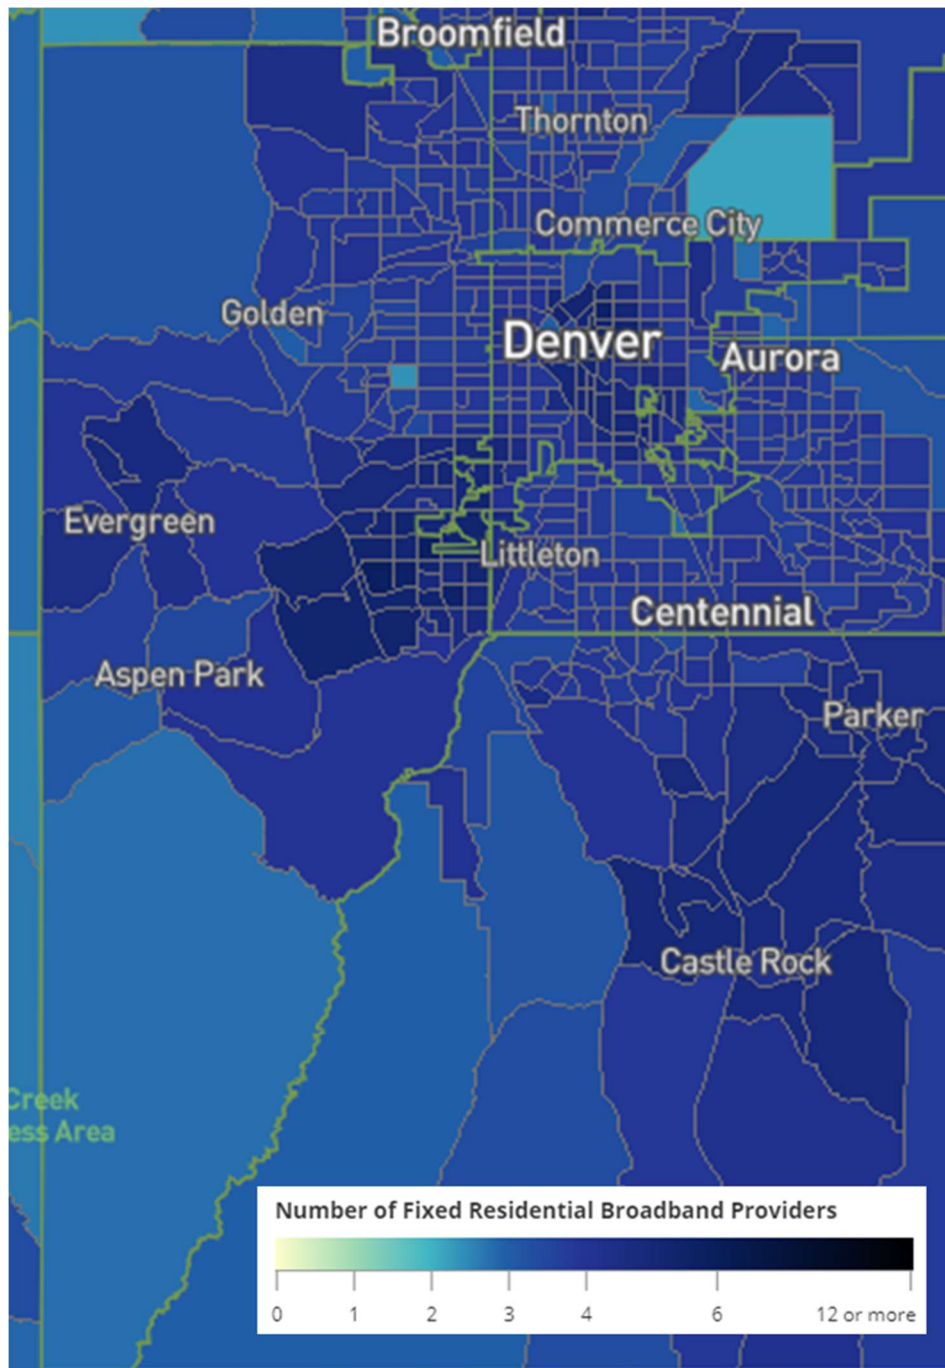 Broomfield
Thornton
Commerce City
Golden
Denver
Aurora
Evergreen
Littleton
Centennial
Aspen Park
Parker
Castle Rock
Creek
ess Area
Number of Fixed Residential Broadband Providers
0 1 2 3 4 6 12 or more